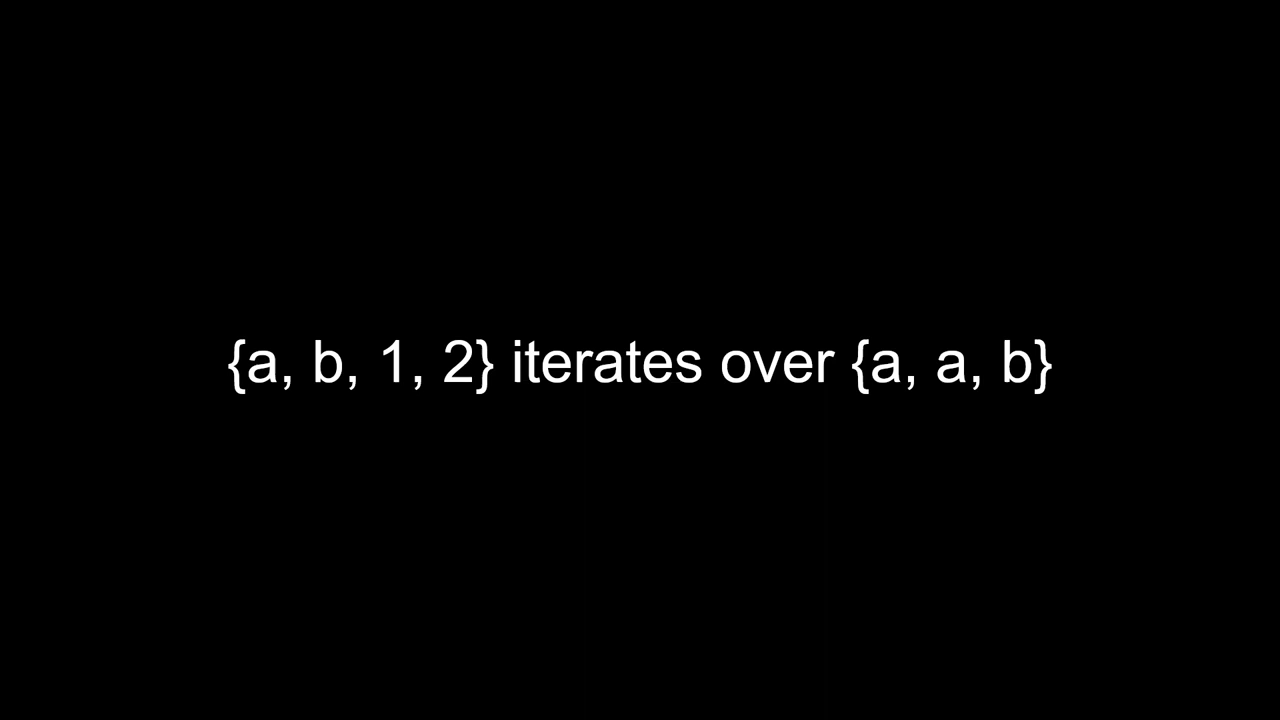 {a, b, 1, 2} iterates over {a, a, b}